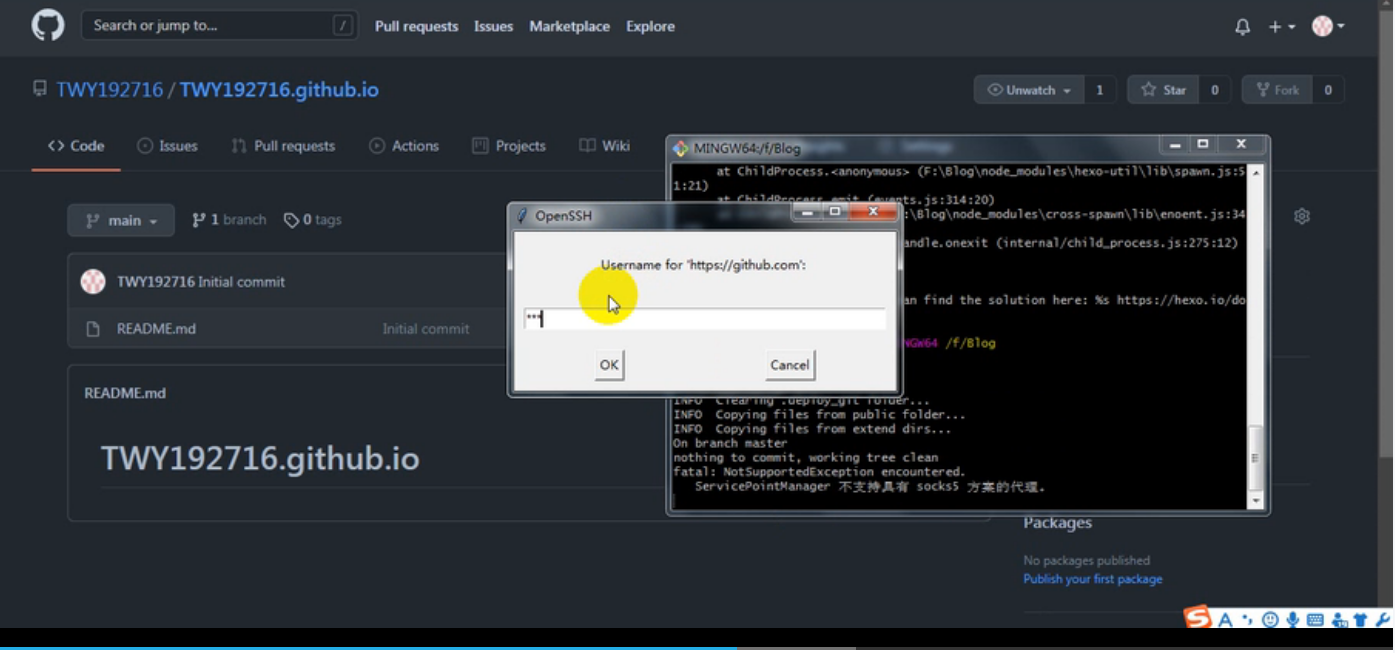 Search or jump to... /
Pull requests Issues Marketplace Explore
TWY192716 / TWY192716.github.io
Unwatch 1 Star 0 Fork 0
<> Code Issues Pull requests Actions Projects Wiki
main 1 branch 0 tags
TWY192716 Initial commit
README.md Initial commit
README.md
TWY192716.github.io
MINGW64:/f/Blog
at ChildProcess.<anonymous> (F:\Blog\node_modules\hexo-util\lib\spawn.js:5
1:21)
at ChildProcess.emit (events.js:314:20)
:\Blog\node_modules\cross-spawn\lib\enoent.js:34
andle.onexit (internal/child_process.js:275:12)
an find the solution here: %s https://hexo.io/do
NGW64 /f/Blog
INFO Clearing .deploy_git folder...
INFO Copying files from public folder...
INFO Copying files from extend dirs...
On branch master
nothing to commit, working tree clean
fatal: NotSupportedException encountered.
ServicePointManager 不支持具有 socks5 方案的代理。
OpenSSH
Username for 'https://github.com':
***
OK Cancel
Packages
No packages published
Publish your first package